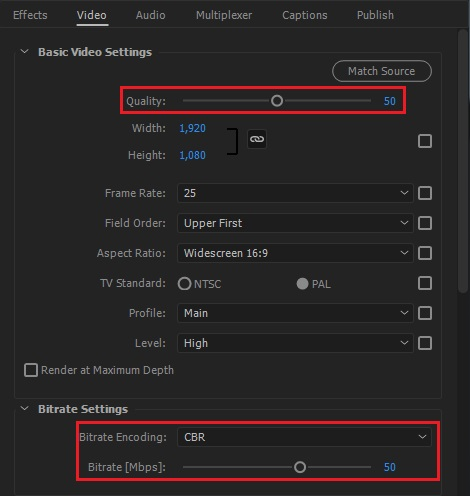 Effects Video Audio Multiplexer Captions Publish
Basic Video Settings
Match Source
Quality: 50
Width: 1,920
Height: 1,080
Frame Rate: 25
Field Order: Upper First
Aspect Ratio: Widescreen 16:9
TV Standard: NTSC PAL
Profile: Main
Level: High
Render at Maximum Depth
Bitrate Settings
Bitrate Encoding: CBR
Bitrate [Mbps]: 50